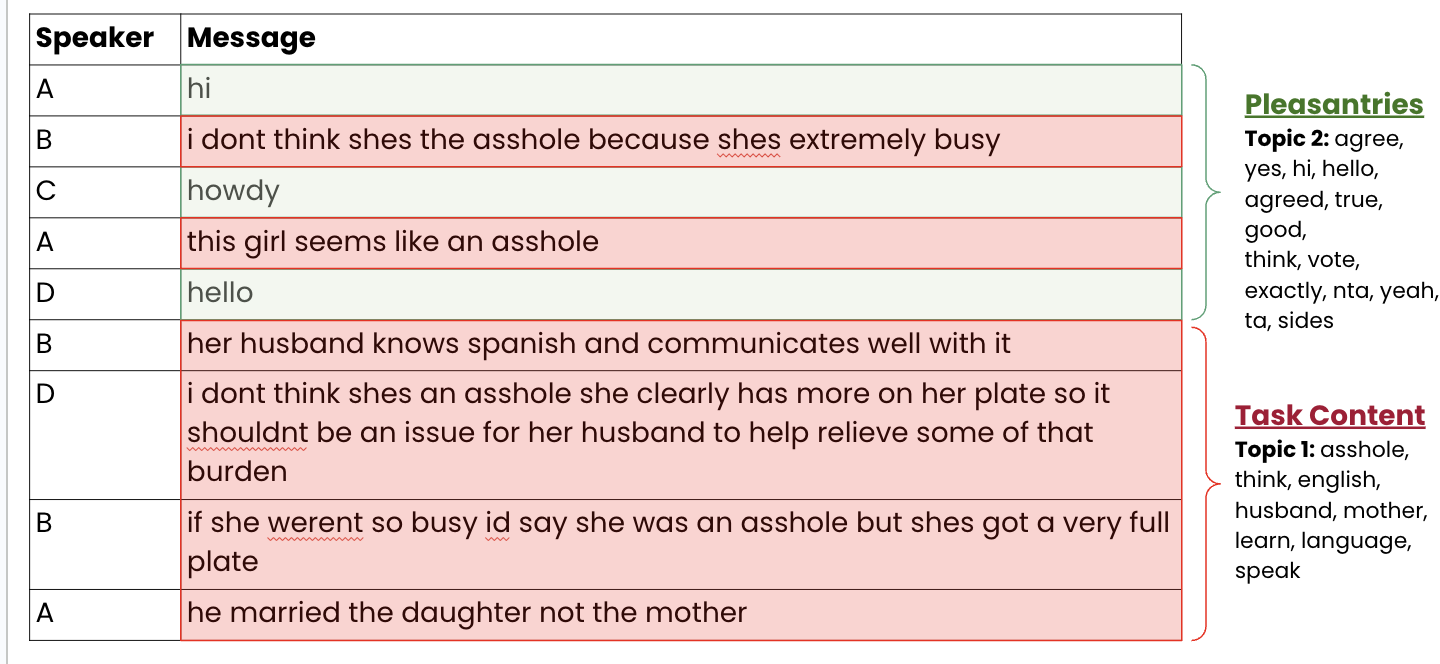 Speaker Message
A hi
B i dont think shes the asshole because shes extremely busy
C howdy
A this girl seems like an asshole
D hello
B her husband knows spanish and communicates well with it
D i dont think shes an asshole she clearly has more on her plate so it
shouldnt be an issue for her husband to help relieve some of that
burden
B if she werent so busy id say she was an asshole but shes got a very full
plate
A he married the daughter not the mother
Pleasantries
Topic 2: agree,
yes, hi, hello,
agreed, true,
good,
think, vote,
exactly, nta, yeah,
ta, sides
Task Content
Topic 1: asshole,
think, english,
husband, mother,
learn, language,
speak